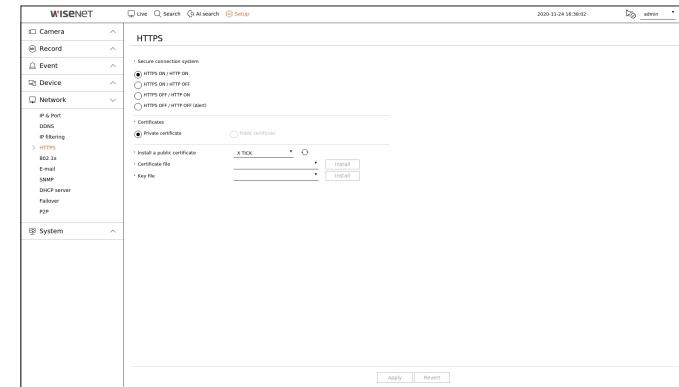 WISENET Live Search AI search Setup 2020-11-24 16:39:02 admin
Camera
Record
Event
Device
Network
IP & Port
DDNS
IP filtering
HTTPS
802.1x
E-mail
SNMP
DHCP server
Failover
P2P
System
HTTPS
Secure connection system
HTTPS ON / HTTP ON
HTTPS ON / HTTP OFF
HTTPS OFF / HTTP ON
HTTPS OFF / HTTP OFF (Alert)
Certificates
Private certificate Public certificate
Install a public certificate X TICK
Certificate file Install
Key file Install
Apply Revert